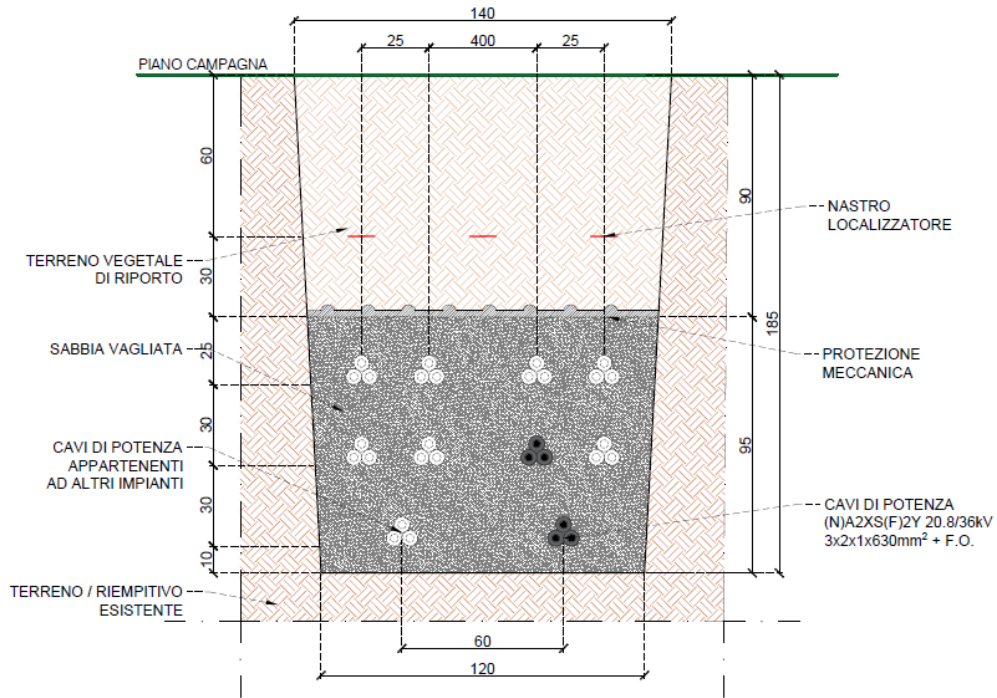 140
25
400
25
PIANO CAMPAGNA
60
90
NASTRO
LOCALIZZATORE
TERRENO VEGETALE
DI RIPORTO
30
185
SABBIA VAGLIATA
25
PROTEZIONE
MECCANICA
30
95
CAVI DI POTENZA
APPARTENENTI
AD ALTRI IMPIANTI
30
CAVI DI POTENZA
(N)A2XS(F)2Y 20.8/36kV
3x2x1x630mm² + F.O.
10
TERRENO / RIEMPITIVO
ESISTENTE
60
120